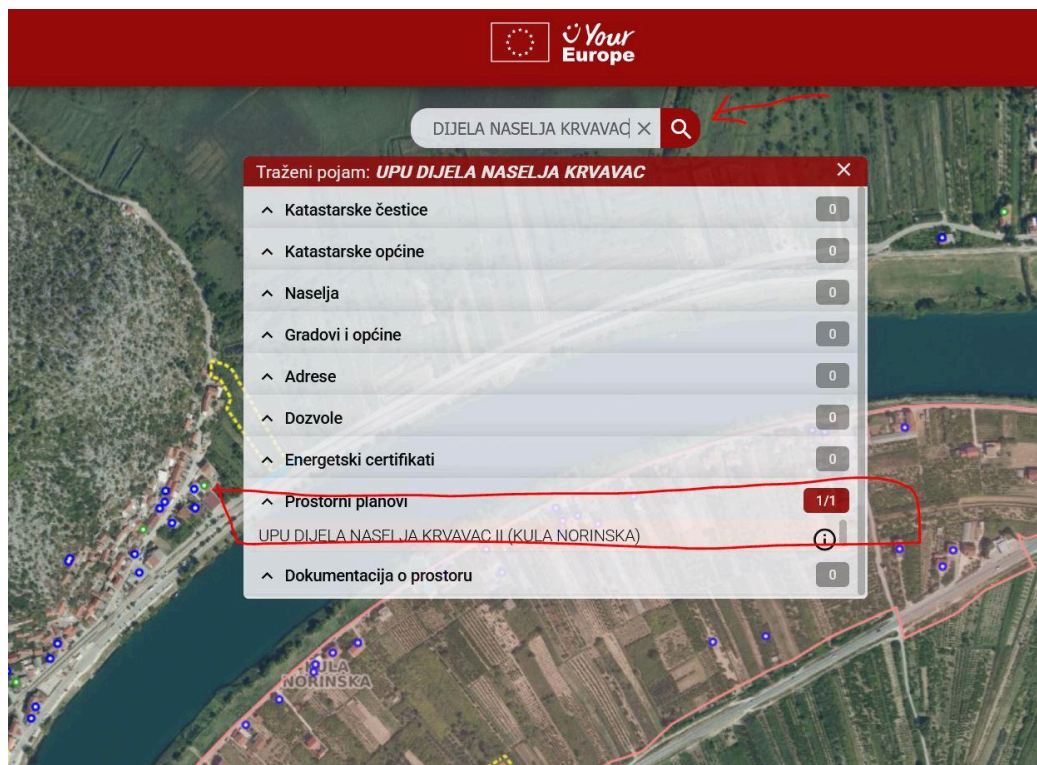 Your
Europe
DIJELA NASELJA KRVAVAC
Traženi pojam: UPU DIJELA NASELJA KRVAVAC
Katastarske čestice 0
Katastarske općine 0
Naselja 0
Gradovi i općine 0
Adrese 0
Dozvole 0
Energetski certifikati 0
Prostorni planovi 1/1
UPU DIJELA NASELJA KRVAVAC II (KULA NORINSKA)
Dokumentacija o prostoru 0
KULA
NORINSKA